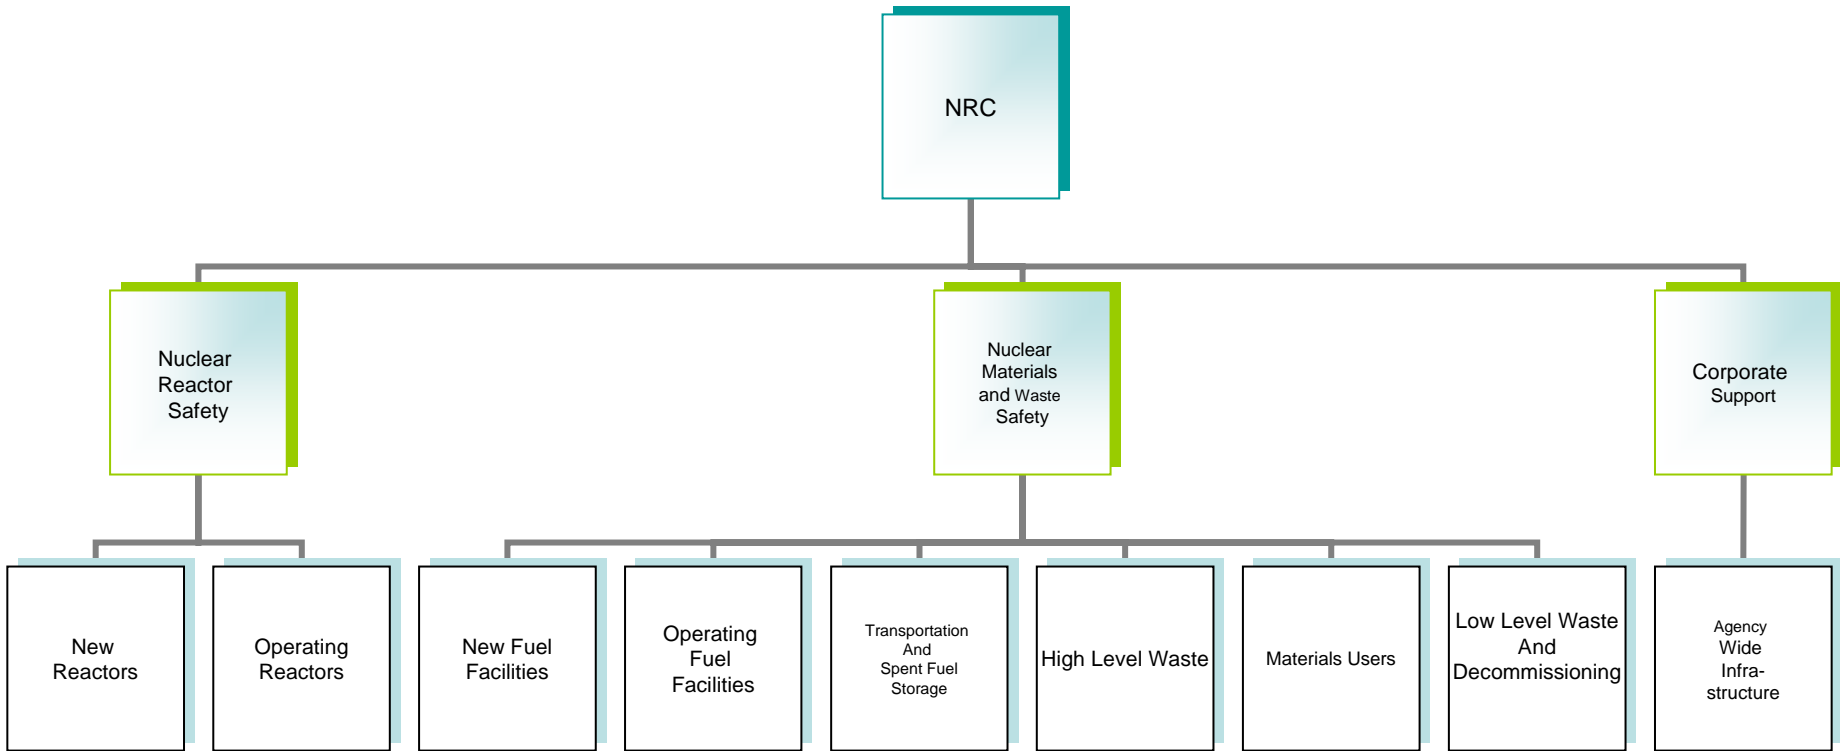 NRC
Nuclear
Reactor
Safety
Nuclear
Materials
and Waste
Safety
Corporate
Support
New
Reactors
Operating
Reactors
New Fuel
Facilities
Operating
Fuel
Facilities
Transportation
And
Spent Fuel
Storage
High Level Waste
Materials Users
Low Level Waste
And
Decommissioning
Agency
Wide
Infra-
structure